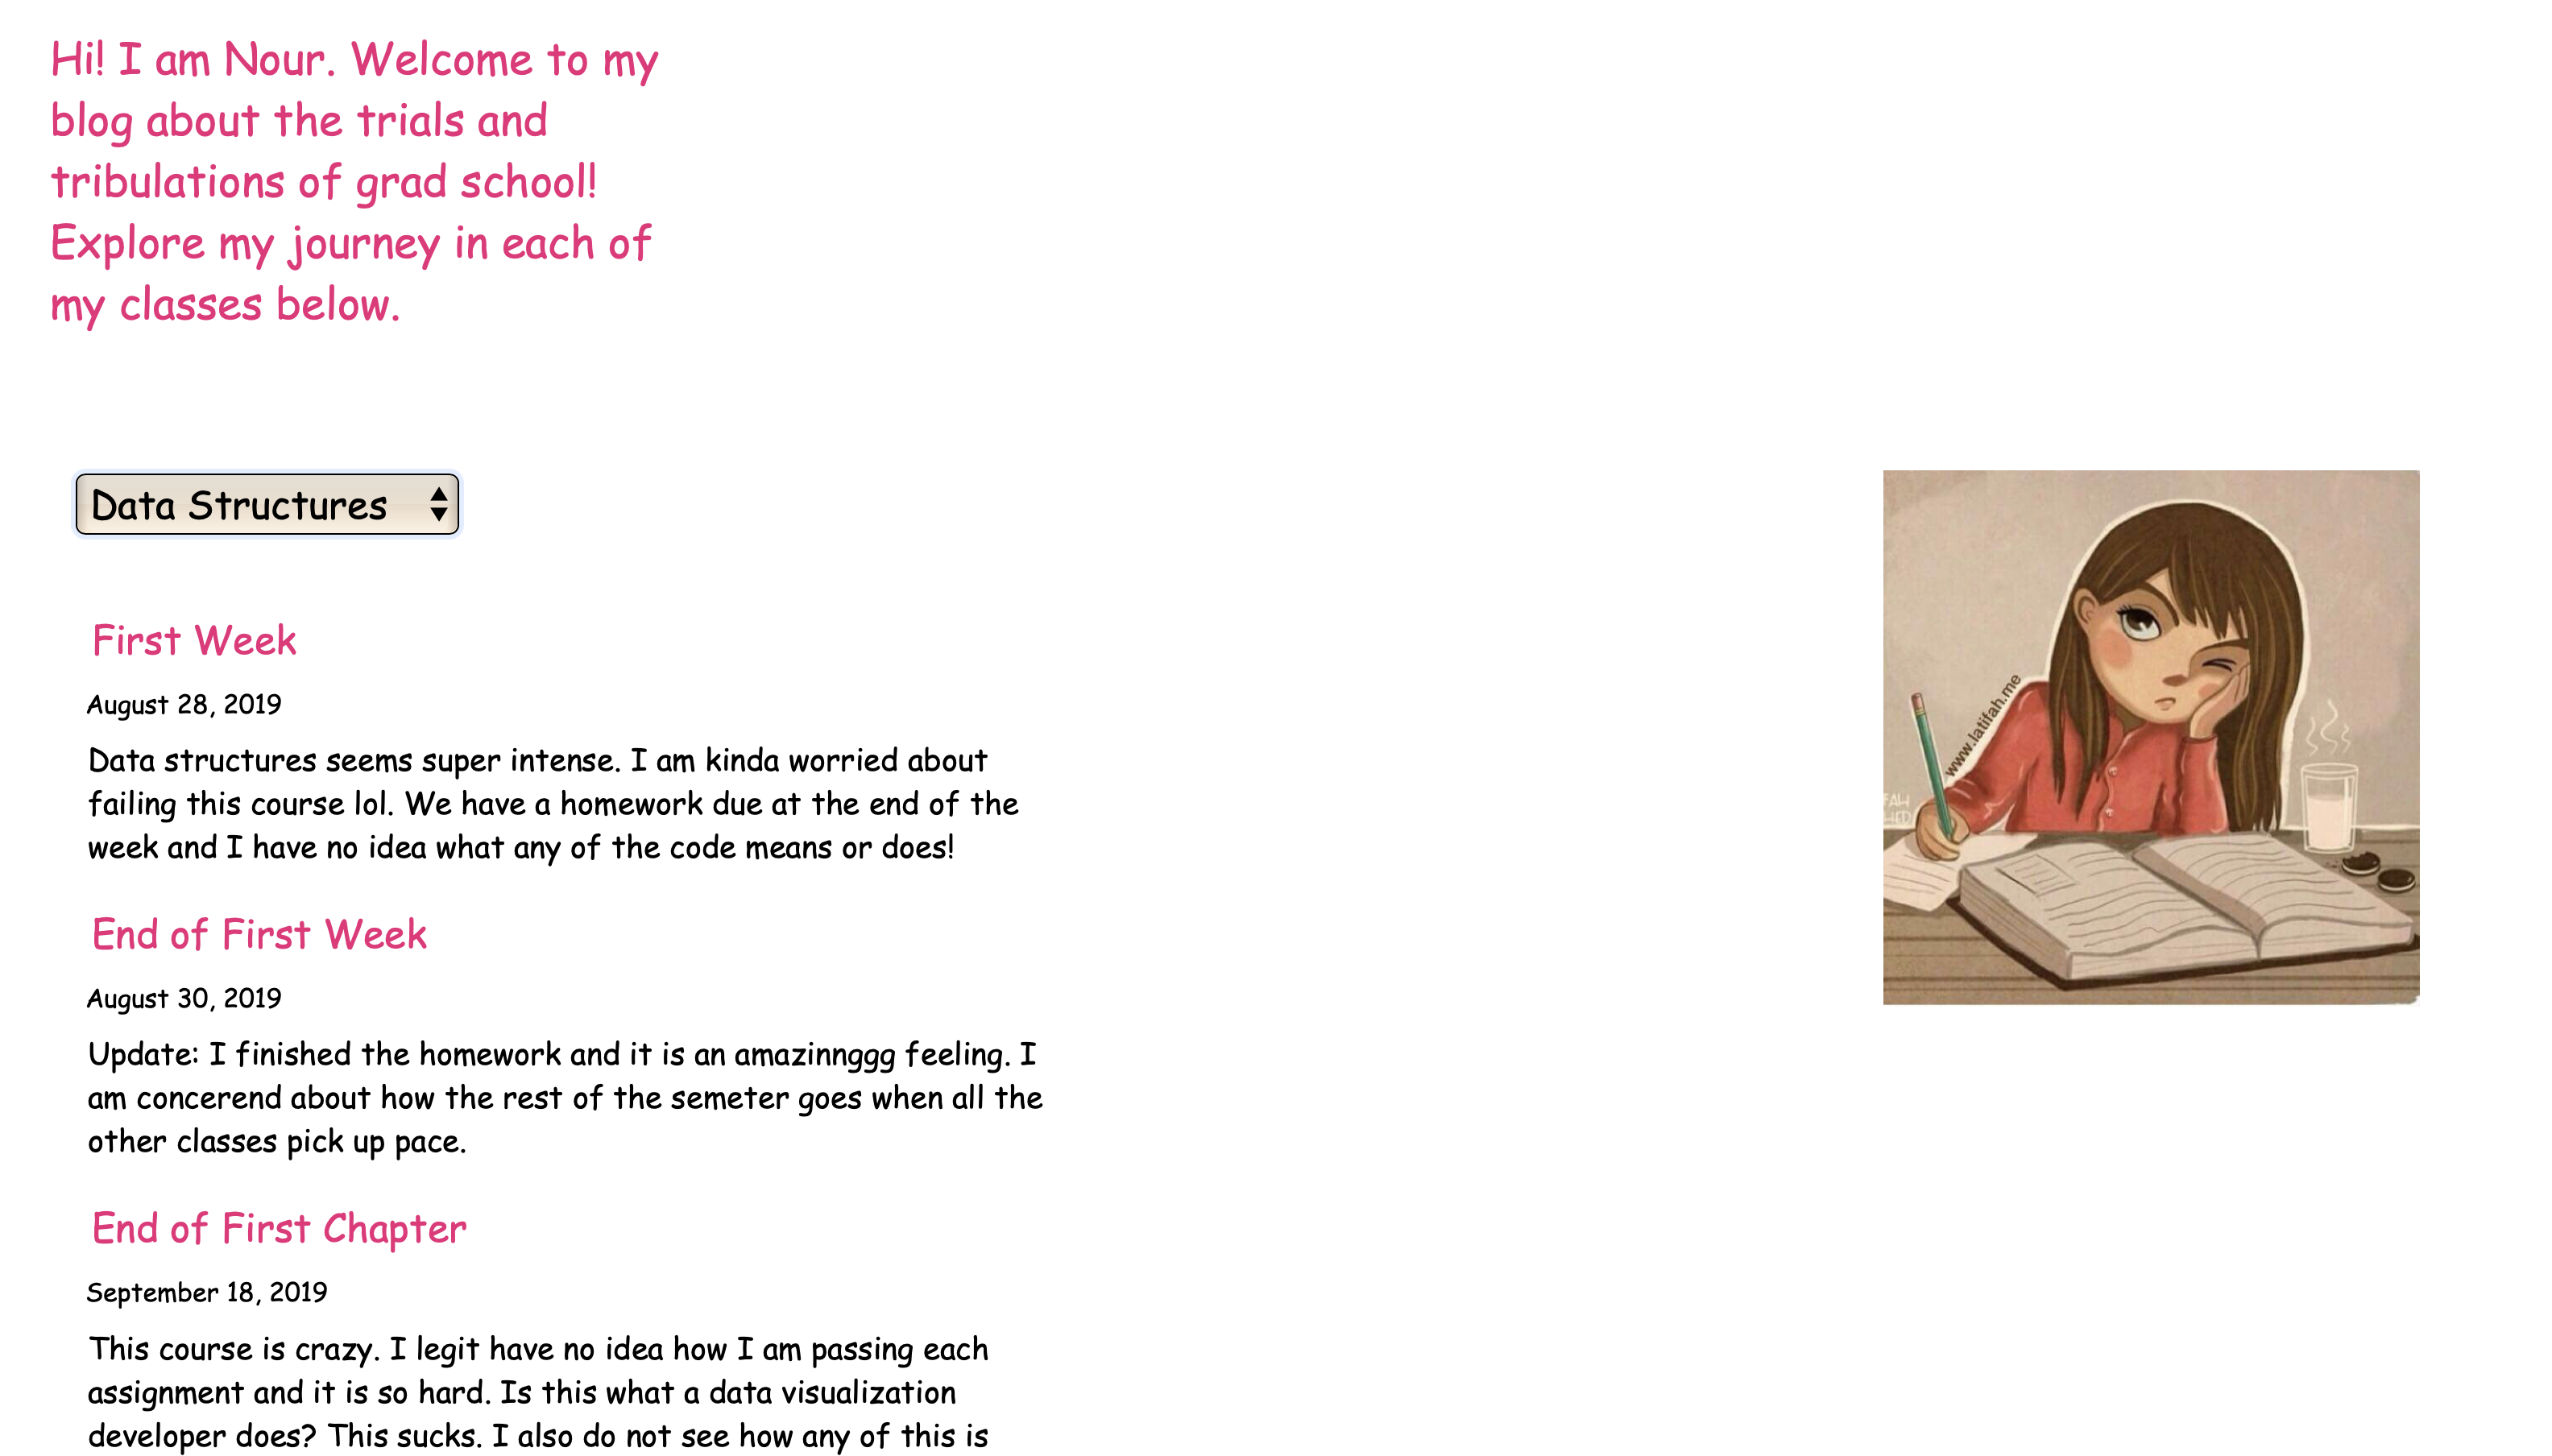 Hi! I am Nour. Welcome to my
blog about the trials and
tribulations of grad school!
Explore my journey in each of
my classes below.
Data Structures
First Week
August 28, 2019
Data structures seems super intense. I am kinda worried about
failing this course lol. We have a homework due at the end of the
week and I have no idea what any of the code means or does!
End of First Week
August 30, 2019
Update: I finished the homework and it is an amazinnggg feeling. I
am concerend about how the rest of the semeter goes when all the
other classes pick up pace.
End of First Chapter
September 18, 2019
This course is crazy. I legit have no idea how I am passing each
assignment and it is so hard. Is this what a data visualization
developer does? This sucks. I also do not see how any of this is
www.latifah.me